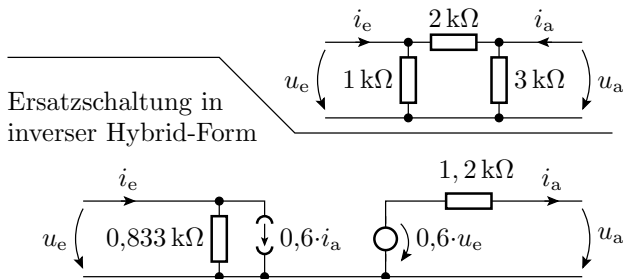 i_e 2 kΩ i_a
u_e 1 kΩ 3 kΩ u_a
Ersatzschaltung in
inverser Hybrid-Form
i_e 1, 2 kΩ i_a
u_e 0,833 kΩ 0,6·i_a 0,6·u_e u_a